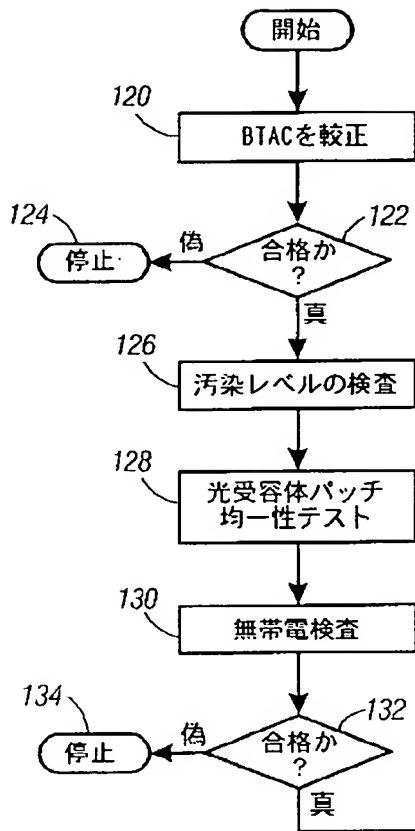 開始
120
BTACを較正
124
122
停止
偽
合格か
?
真
126
汚染レベルの検査
128
光受容体パッチ
均一性テスト
130
無帯電検査
134
132
停止
偽
合格か
?
真